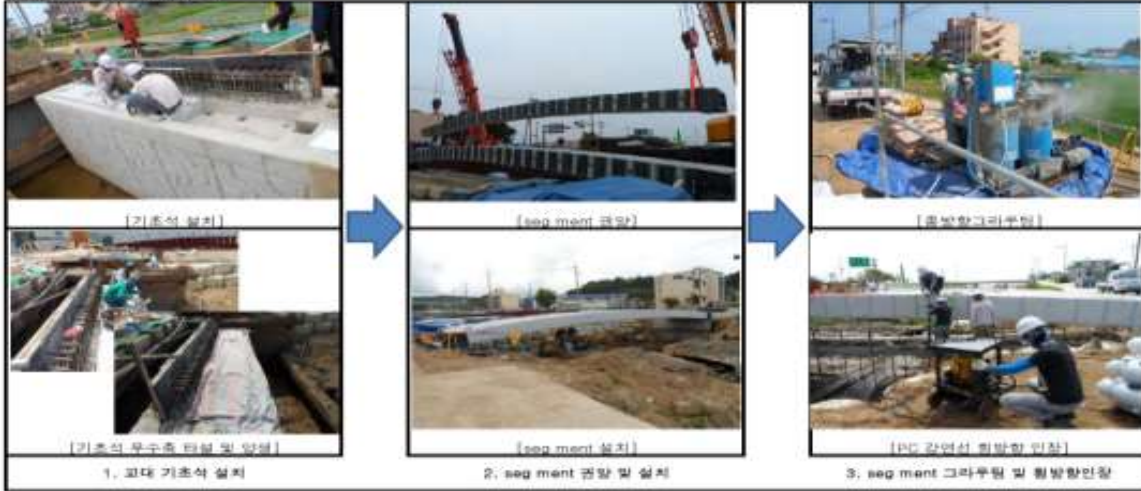 [기초석 설치]
[seg ment 권양]
[종방향그라우팅]
[기초석 무수축 타설 및 양생]
[seg ment 설치]
[PC 강연선 횡방향 인장]
1. 교대 기초석 설치
2. seg ment 권양 및 설치
3. seg ment 그라우팅 및 횡방향인장